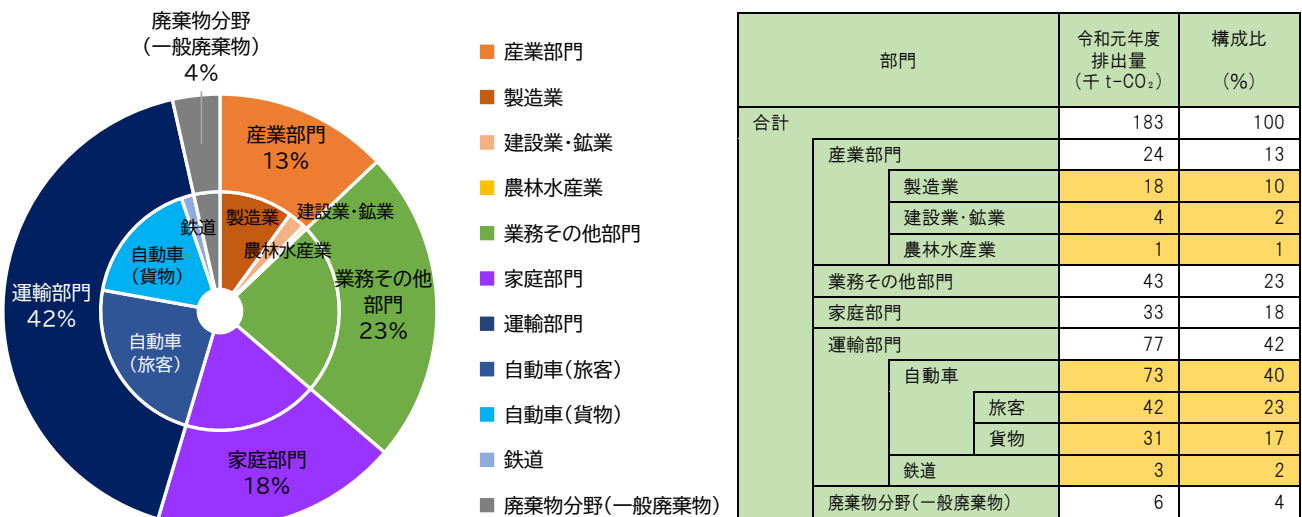 廃棄物分野
（一般廃棄物）
4%
産業部門
13%
製造業
建設業・鉱業
農林水産業
鉄道
自動車
（貨物）
業務その他
部門
23%
運輸部門
42%
自動車
（旅客）
家庭部門
18%
産業部門
製造業
建設業・鉱業
農林水産業
業務その他部門
家庭部門
運輸部門
自動車（旅客）
自動車（貨物）
鉄道
廃棄物分野（一般廃棄物）
部門
令和元年度
排出量
（千 t-CO₂）
構成比
（%）
合計 183 100
産業部門 24 13
製造業 18 10
建設業・鉱業 4 2
農林水産業 1 1
業務その他部門 43 23
家庭部門 33 18
運輸部門 77 42
自動車 73 40
旅客 42 23
貨物 31 17
鉄道 3 2
廃棄物分野（一般廃棄物） 6 4